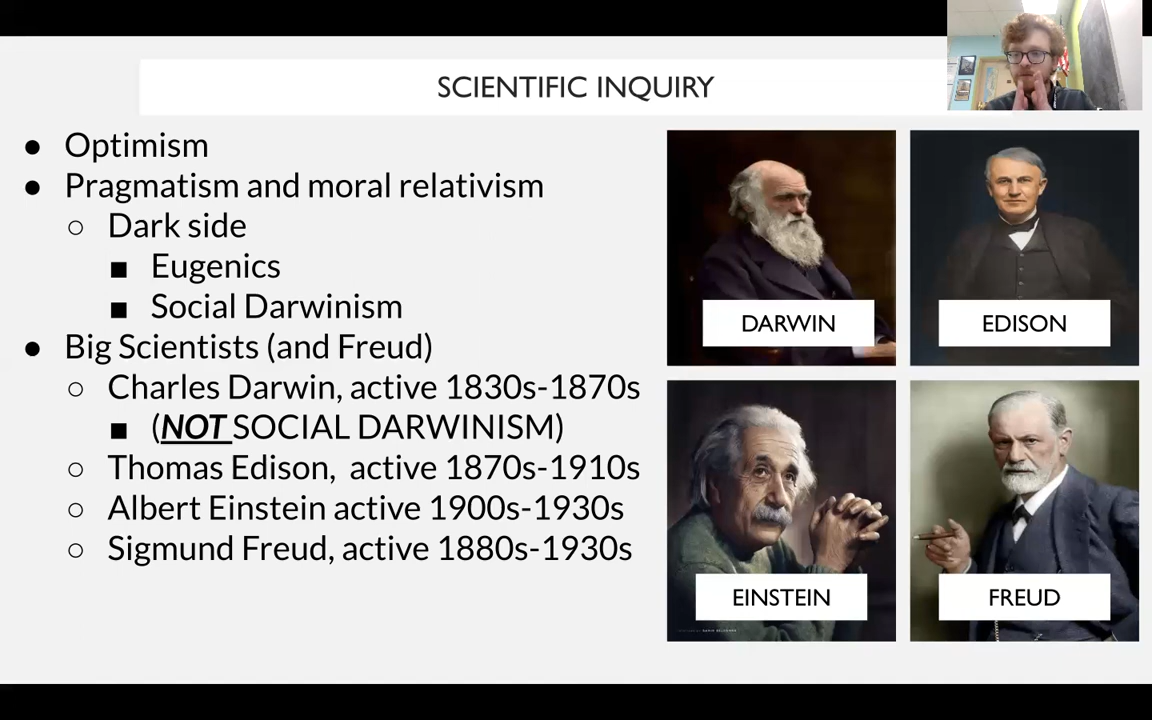 SCIENTIFIC INQUIRY
● Optimism
● Pragmatism and moral relativism
○ Dark side
■ Eugenics
■ Social Darwinism
● Big Scientists (and Freud)
○ Charles Darwin, active 1830s-1870s
■ (NOT SOCIAL DARWINISM)
○ Thomas Edison, active 1870s-1910s
○ Albert Einstein active 1900s-1930s
○ Sigmund Freud, active 1880s-1930s
DARWIN
EDISON
EINSTEIN
FREUD